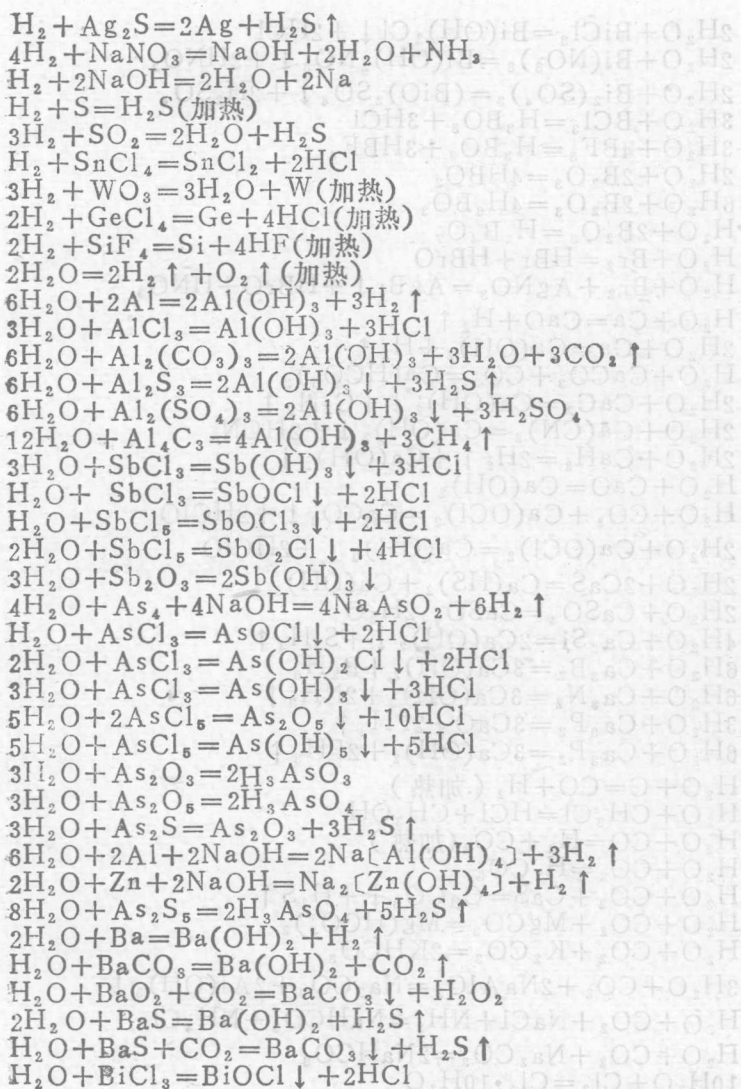 H₂+Ag₂S=2Ag+H₂S↑
4H₂+NaNO₃=NaOH+2H₂O+NH₃
H₂+2NaOH=2H₂O+2Na
H₂+S=H₂S(加热)
3H₂+SO₂=2H₂O+H₂S
H₂+SnCl₄=SnCl₂+2HCl
3H₂+WO₃=3H₂O+W(加热)
2H₂+GeCl₄=Ge+4HCl(加热)
2H₂+SiF₄=Si+4HF(加热)
2H₂O=2H₂↑+O₂↑(加热)
6H₂O+2Al=2Al(OH)₃+3H₂↑
3H₂O+AlCl₃=Al(OH)₃+3HCl
6H₂O+Al₂(CO₃)₃=2Al(OH)₃+3H₂O+3CO₂↑
6H₂O+Al₂S₃=2Al(OH)₃↓+3H₂S↑
6H₂O+Al₂(SO₄)₃=2Al(OH)₃↓+3H₂SO₄
12H₂O+Al₄C₃=4Al(OH)₃+3CH₄↑
3H₂O+SbCl₃=Sb(OH)₃↓+3HCl
H₂O+SbCl₃=SbOCl↓+2HCl
H₂O+SbCl₅=SbOCl₃↓+2HCl
2H₂O+SbCl₅=SbO₂Cl↓+4HCl
3H₂O+Sb₂O₃=2Sb(OH)₃↓
4H₂O+As₄+4NaOH=4NaAsO₂+6H₂↑
H₂O+AsCl₃=AsOCl↓+2HCl
2H₂O+AsCl₃=As(OH)₂Cl↓+2HCl
3H₂O+AsCl₃=As(OH)₃↓+3HCl
5H₂O+2AsCl₅=As₂O₅↓+10HCl
5H₂O+AsCl₅=As(OH)₅↓+5HCl
3H₂O+As₂O₃=2H₃AsO₃
3H₂O+As₂O₅=2H₃AsO₄
3H₂O+As₂S=As₂O₃+3H₂S↑
6H₂O+2Al+2NaOH=2Na[Al(OH)₄]+3H₂↑
2H₂O+Zn+2NaOH=Na₂[Zn(OH)₄]+H₂↑
8H₂O+As₂S₅=2H₃AsO₄+5H₂S↑
2H₂O+Ba=Ba(OH)₂+H₂↑
H₂O+BaCO₃=Ba(OH)₂+CO₂↑
H₂O+BaO₂+CO₂=BaCO₃↓+H₂O₂
2H₂O+BaS=Ba(OH)₂+H₂S↑
H₂O+BaS+CO₂=BaCO₃↓+H₂S↑
H₂O+BiCl₃=BiOCl↓+2HCl